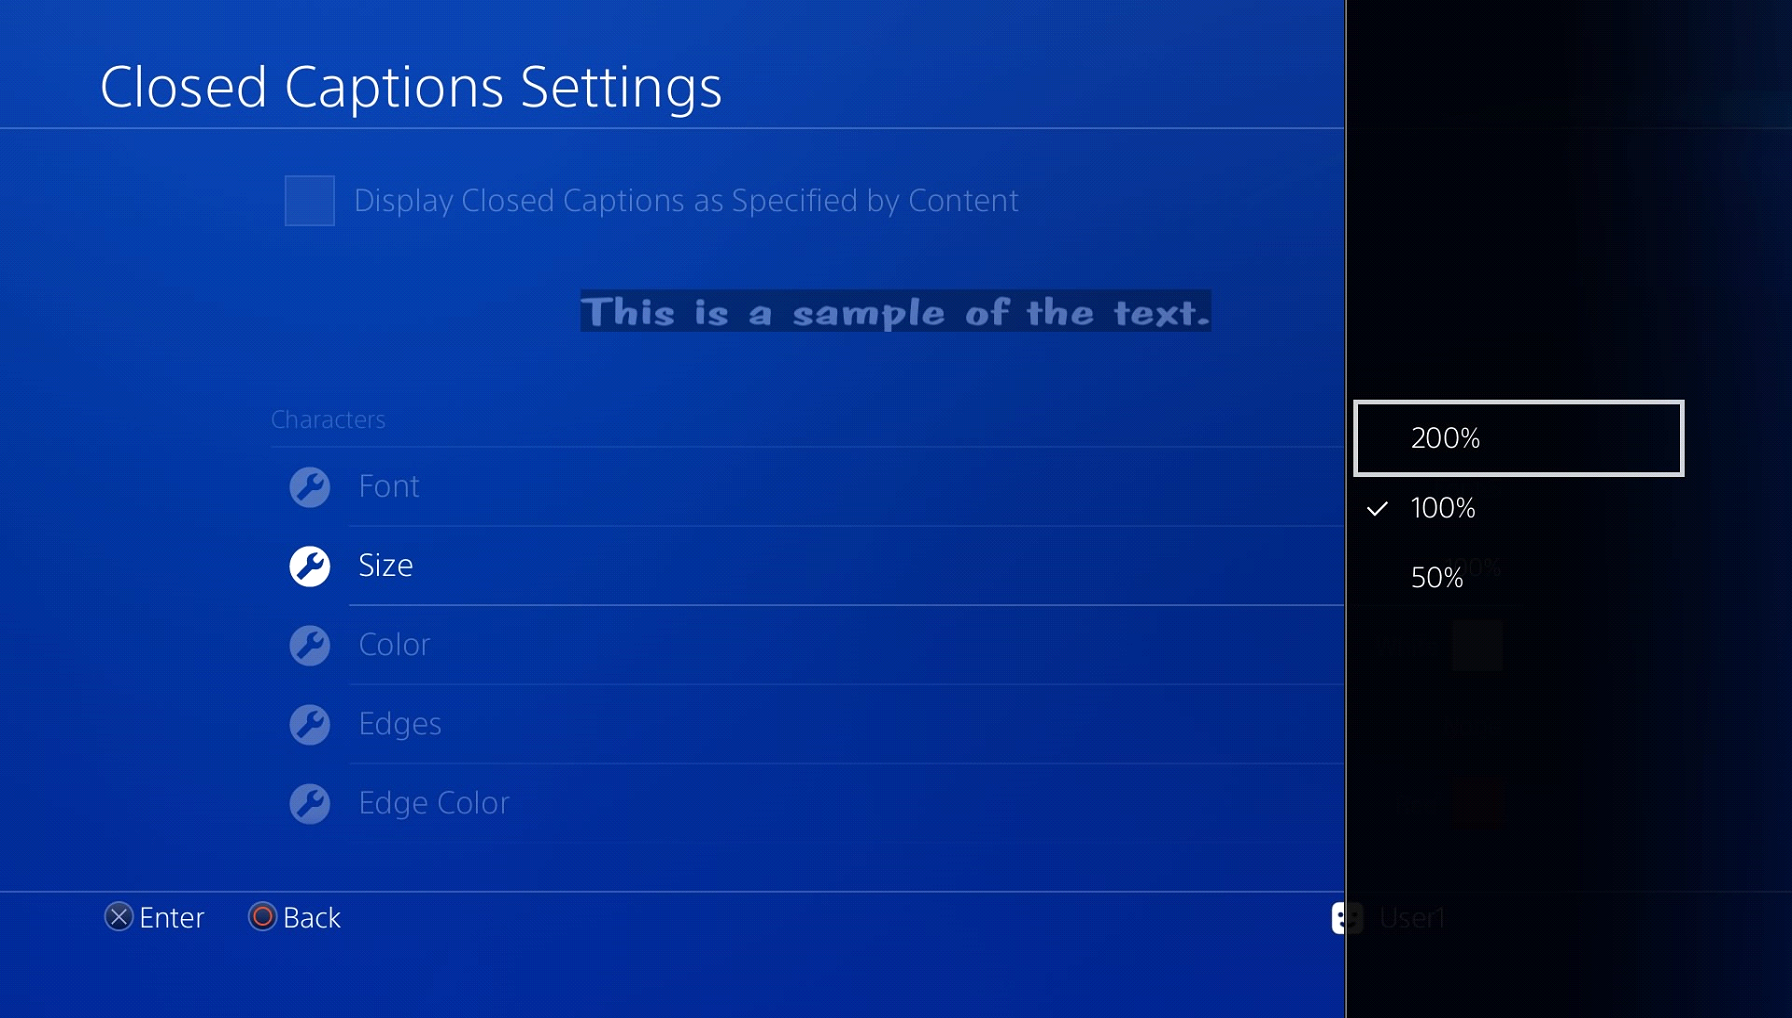 Closed Captions Settings
Display Closed Captions as Specified by Content
This is a sample of the text.
Characters
Font
Size
Color
Edges
Edge Color
200%
100%
50%
Enter
Back
User1